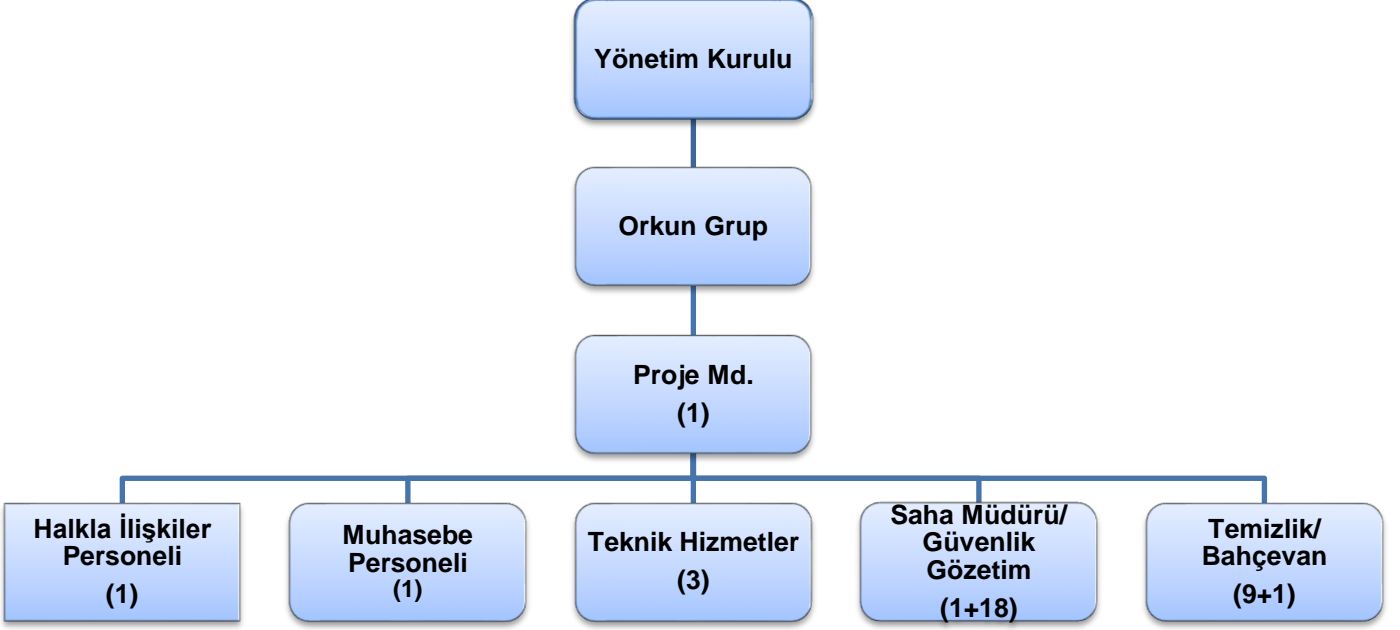 Yönetim Kurulu
Orkun Grup
Proje Md.
(1)
Halkla İlişkiler
Personeli
(1)
Muhasebe
Personeli
(1)
Teknik Hizmetler
(3)
Saha Müdürü/
Güvenlik
Gözetim
(1+18)
Temizlik/
Bahçevan
(9+1)